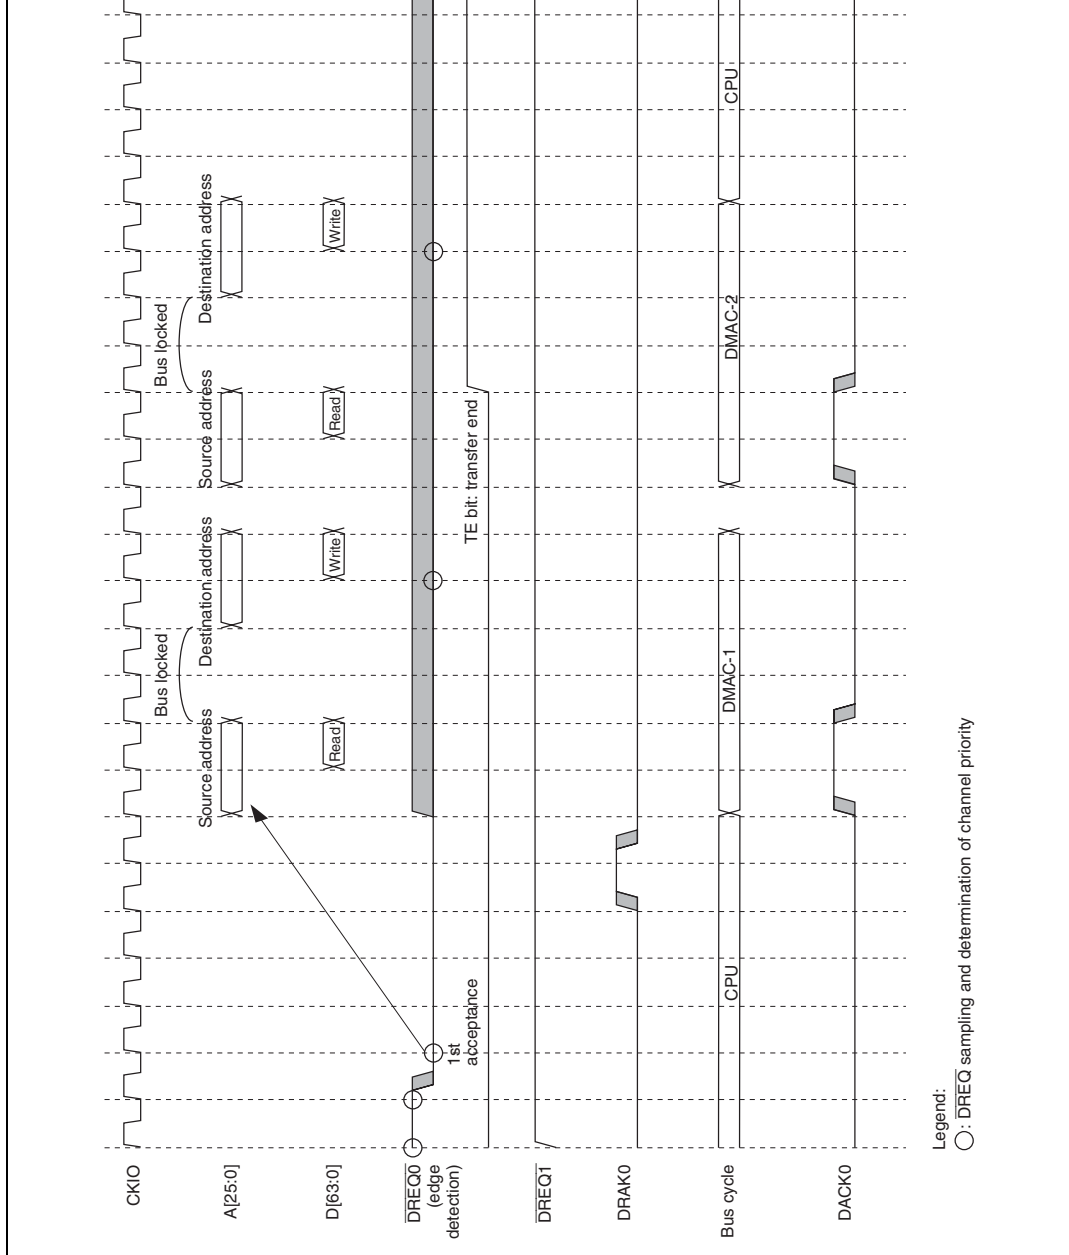 CKIO
Bus locked
Bus locked
Source address
Destination address
Source address
Destination address
A[25:0]
Read
Write
Read
Write
D[63:0]
DREQ0
(edge
detection)
1st
acceptance
TE bit: transfer end
DREQ1
DRAK0
CPU
DMAC-1
DMAC-2
CPU
Bus cycle
DACK0
Legend:
: DREQ sampling and determination of channel priority